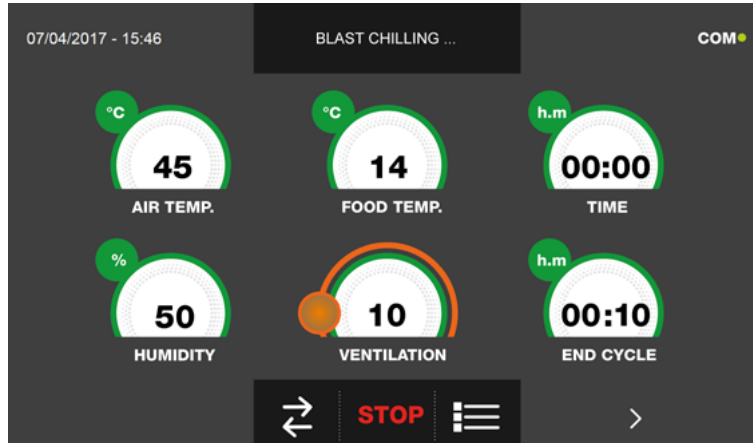 07/04/2017 - 15:46
BLAST CHILLING ...
COM
°C
45
AIR TEMP.
°C
14
FOOD TEMP.
h.m
00:00
TIME
%
50
HUMIDITY
10
VENTILATION
h.m
00:10
END CYCLE
STOP